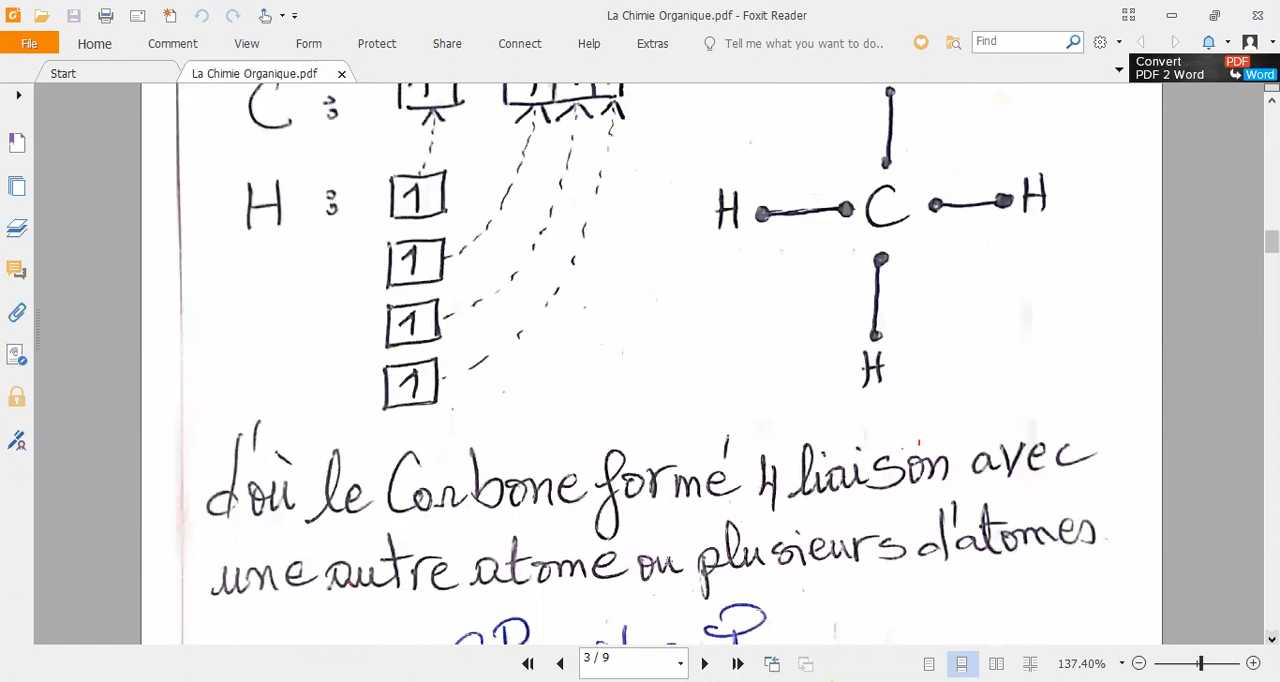 La Chimie Organique.pdf - Foxit Reader
File Home Comment View Form Protect Share Connect Help Extras Tell me what you want to do.. Find
Start La Chimie Organique.pdf
Convert PDF
PDF 2 Word Word
C :
H : 1
1
1
1
H C H
H
d'où le Carbone formé 4 liaison avec
une autre atome ou plusieurs d'atomes
3 / 9
137.40%